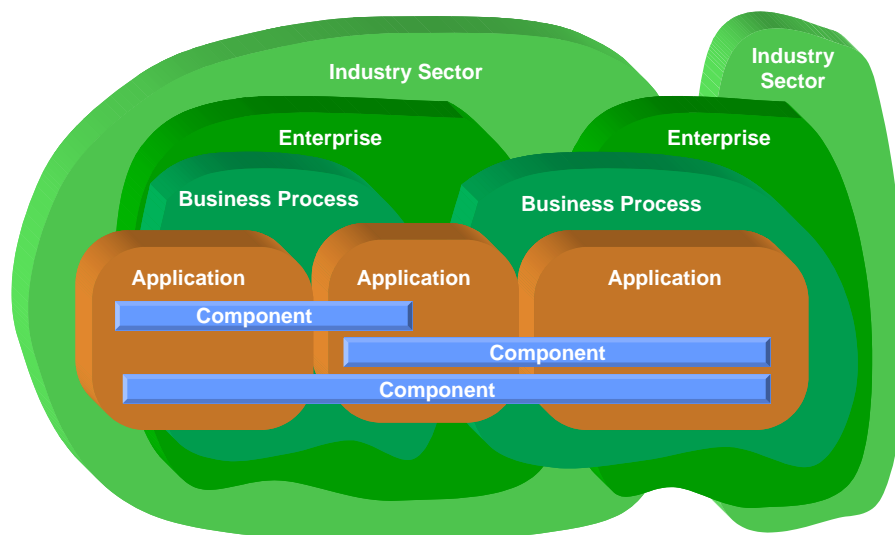 Industry Sector
Industry
Sector
Enterprise
Enterprise
Business Process
Business Process
Application
Application
Application
Component
Component
Component